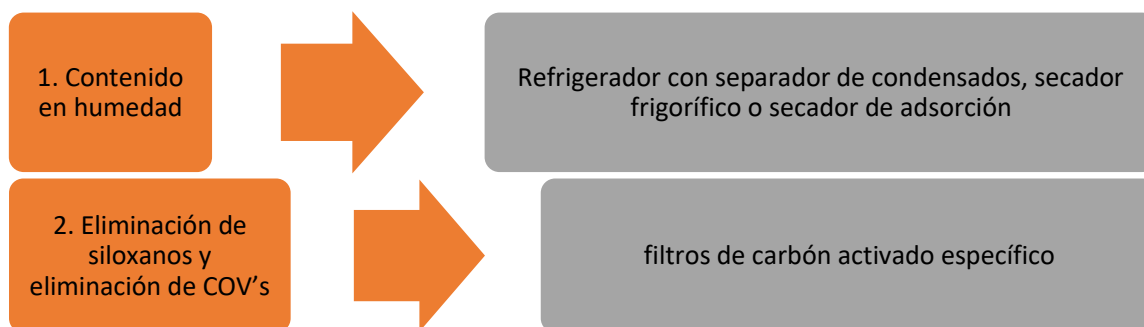 1. Contenido
en humedad
Refrigerador con separador de condensados, secador
frigorífico o secador de adsorción
2. Eliminación de
siloxanos y
eliminación de COV’s
filtros de carbón activado específico